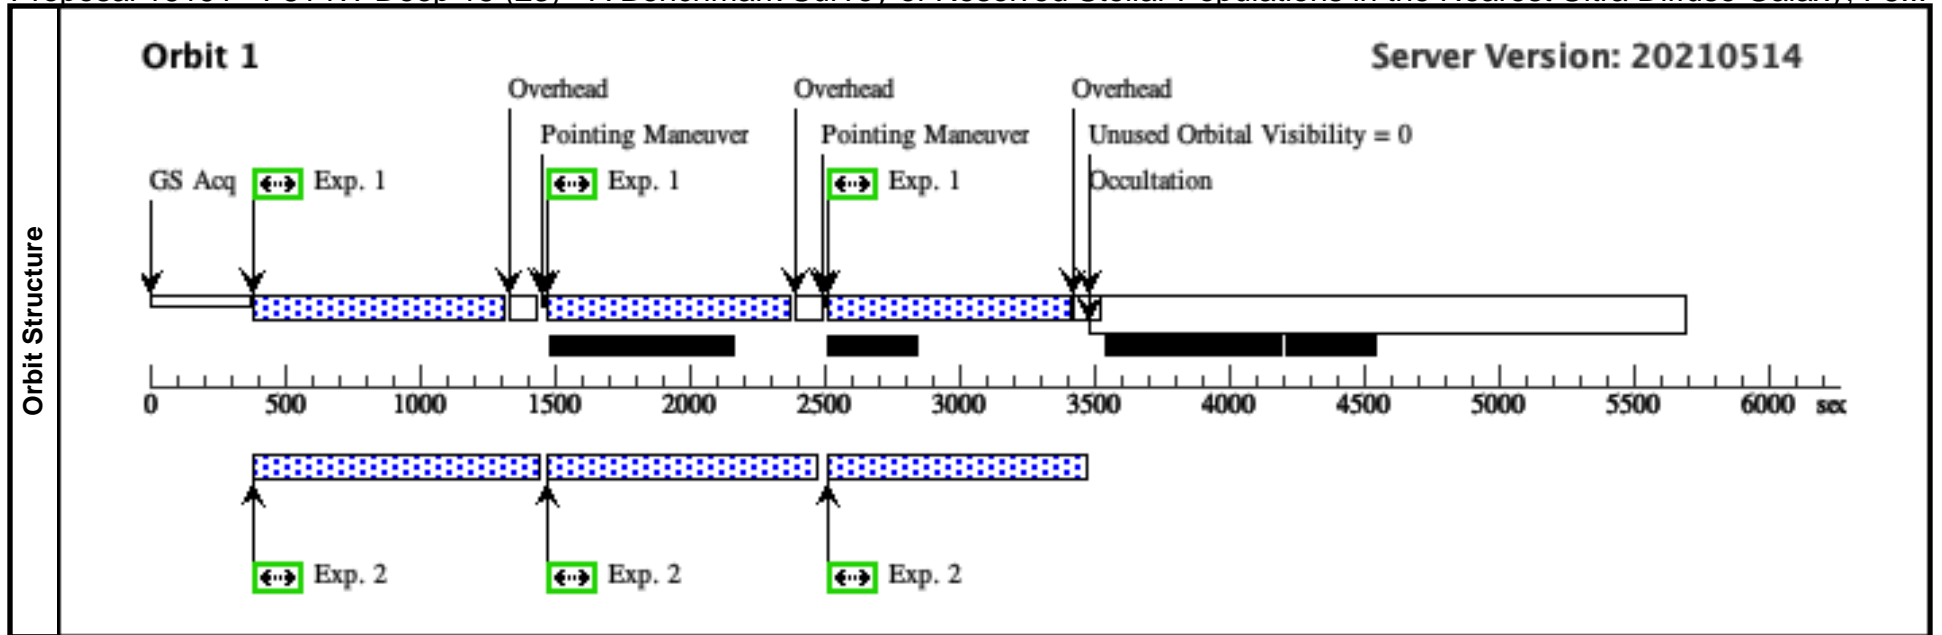 Orbit 1
Server Version: 20210514
Overhead Overhead Overhead
Pointing Maneuver Pointing Maneuver Unused Orbital Visibility = 0
GS Acq Exp. 1 Exp. 1 Exp. 1 Occultation
Orbit Structure
0 500 1000 1500 2000 2500 3000 3500 4000 4500 5000 5500 6000 sec
Exp. 2 Exp. 2 Exp. 2